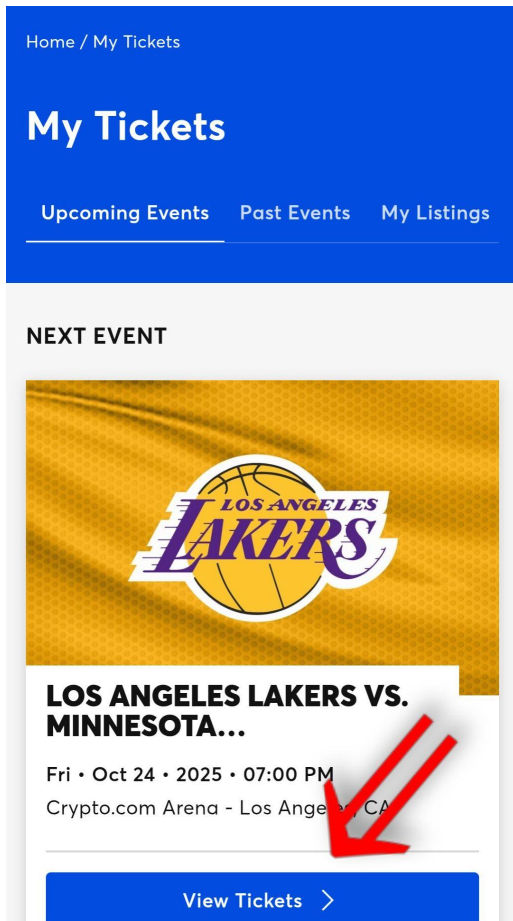 Home / My Tickets
My Tickets
Upcoming Events Past Events My Listings
NEXT EVENT
LOS ANGELES
LAKERS
LOS ANGELES LAKERS VS.
MINNESOTA...
Fri • Oct 24 • 2025 • 07:00 PM
Crypto.com Arena - Los Angeles, CA
View Tickets >